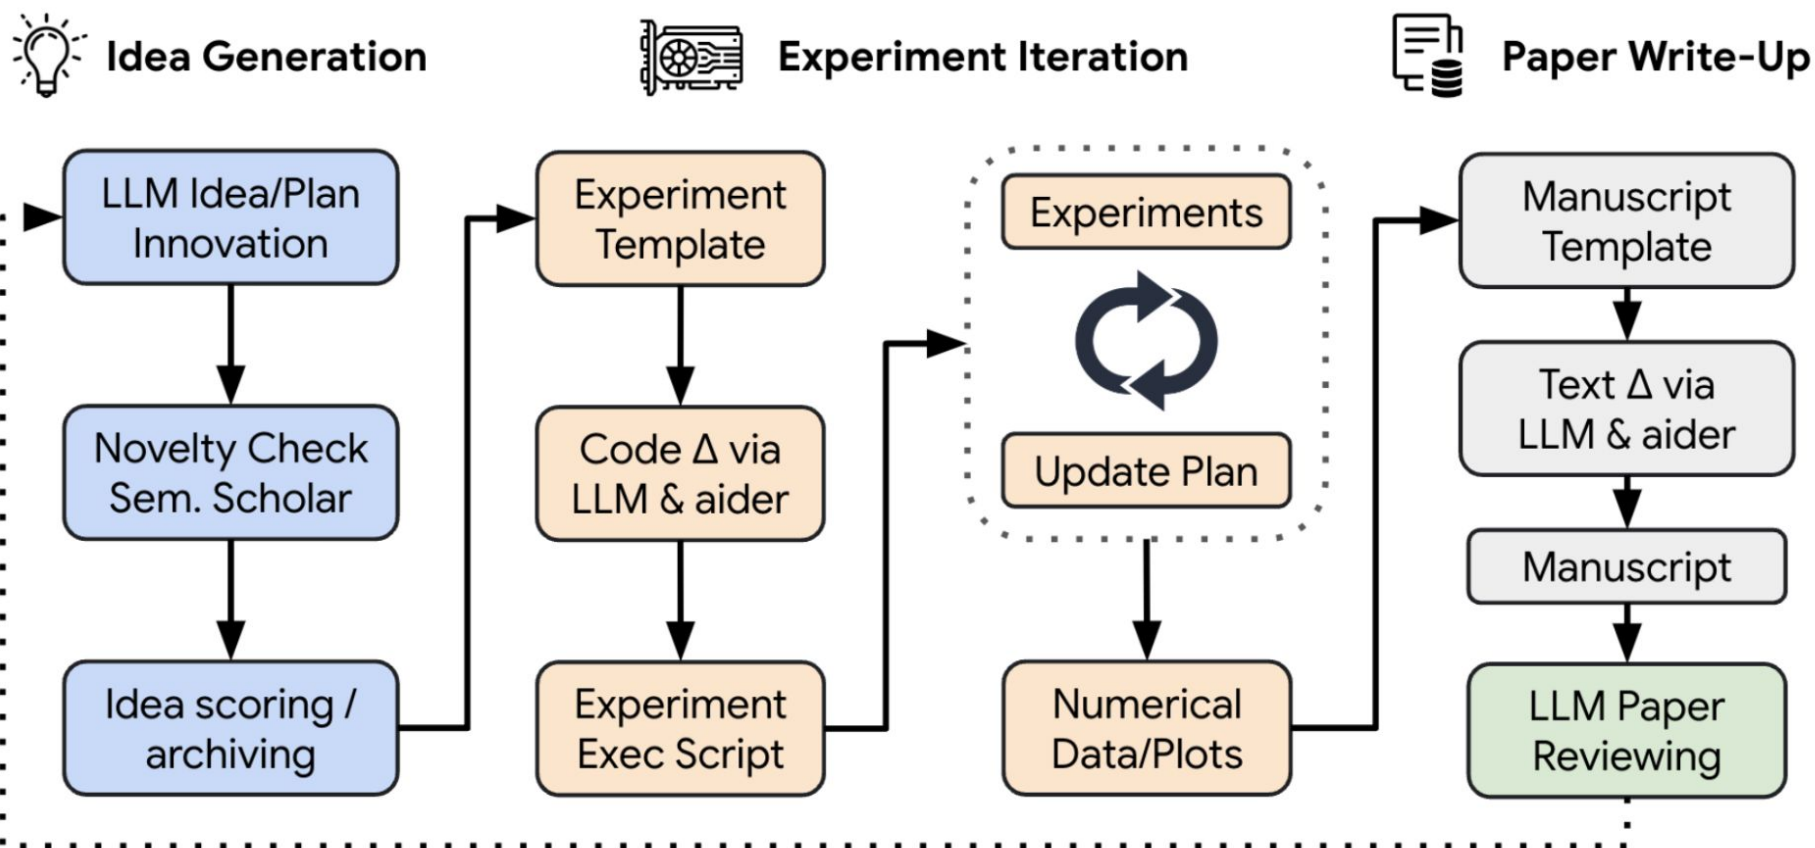 Idea Generation
Experiment Iteration
Paper Write-Up
LLM Idea/Plan
Innovation
Novelty Check
Sem. Scholar
Idea scoring /
archiving
Experiment
Template
Code Δ via
LLM & aider
Experiment
Exec Script
Experiments
Update Plan
Numerical
Data/Plots
Manuscript
Template
Text Δ via
LLM & aider
Manuscript
LLM Paper
Reviewing